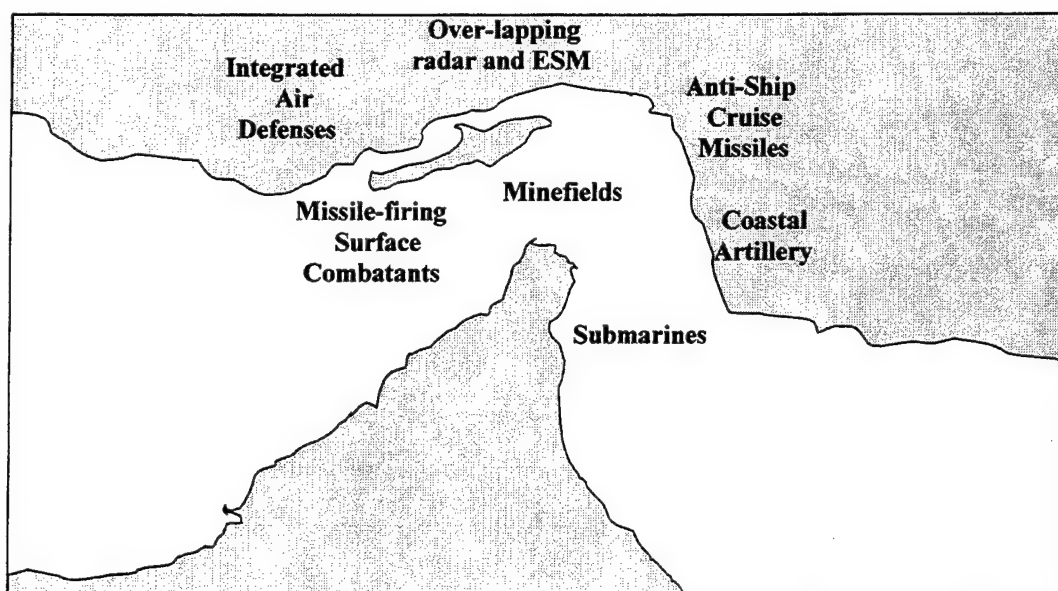 Over-lapping
radar and ESM
Integrated
Air
Defenses
Anti-Ship
Cruise
Missiles
Minefields
Missile-firing
Surface
Combatants
Coastal
Artillery
Submarines